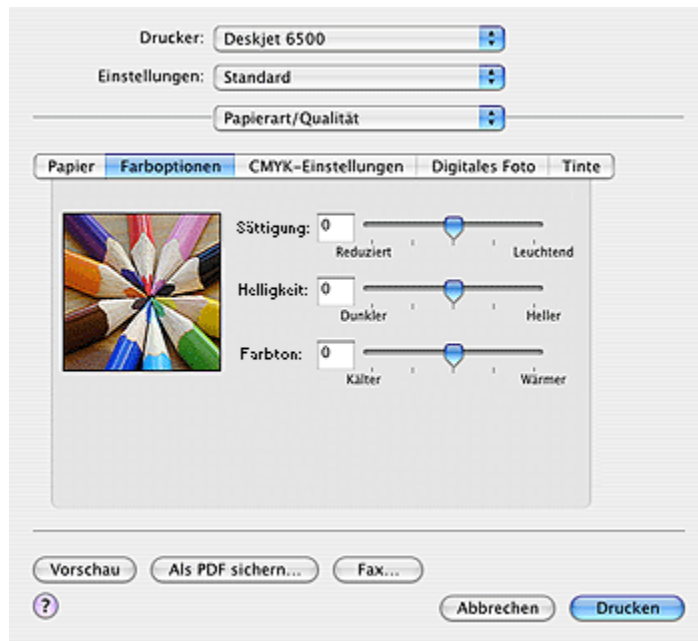 Drucker: Deskjet 6500
Einstellungen: Standard
Papierart/Qualität
Papier Farboptionen CMYK-Einstellungen Digitales Foto Tinte
Sättigung: 0
Reduziert Leuchtend
Helligkeit: 0
Dunkler Heller
Farbton: 0
Kälter Wärmer
Vorschau Als PDF sichern... Fax...
? Abbrechen Drucken